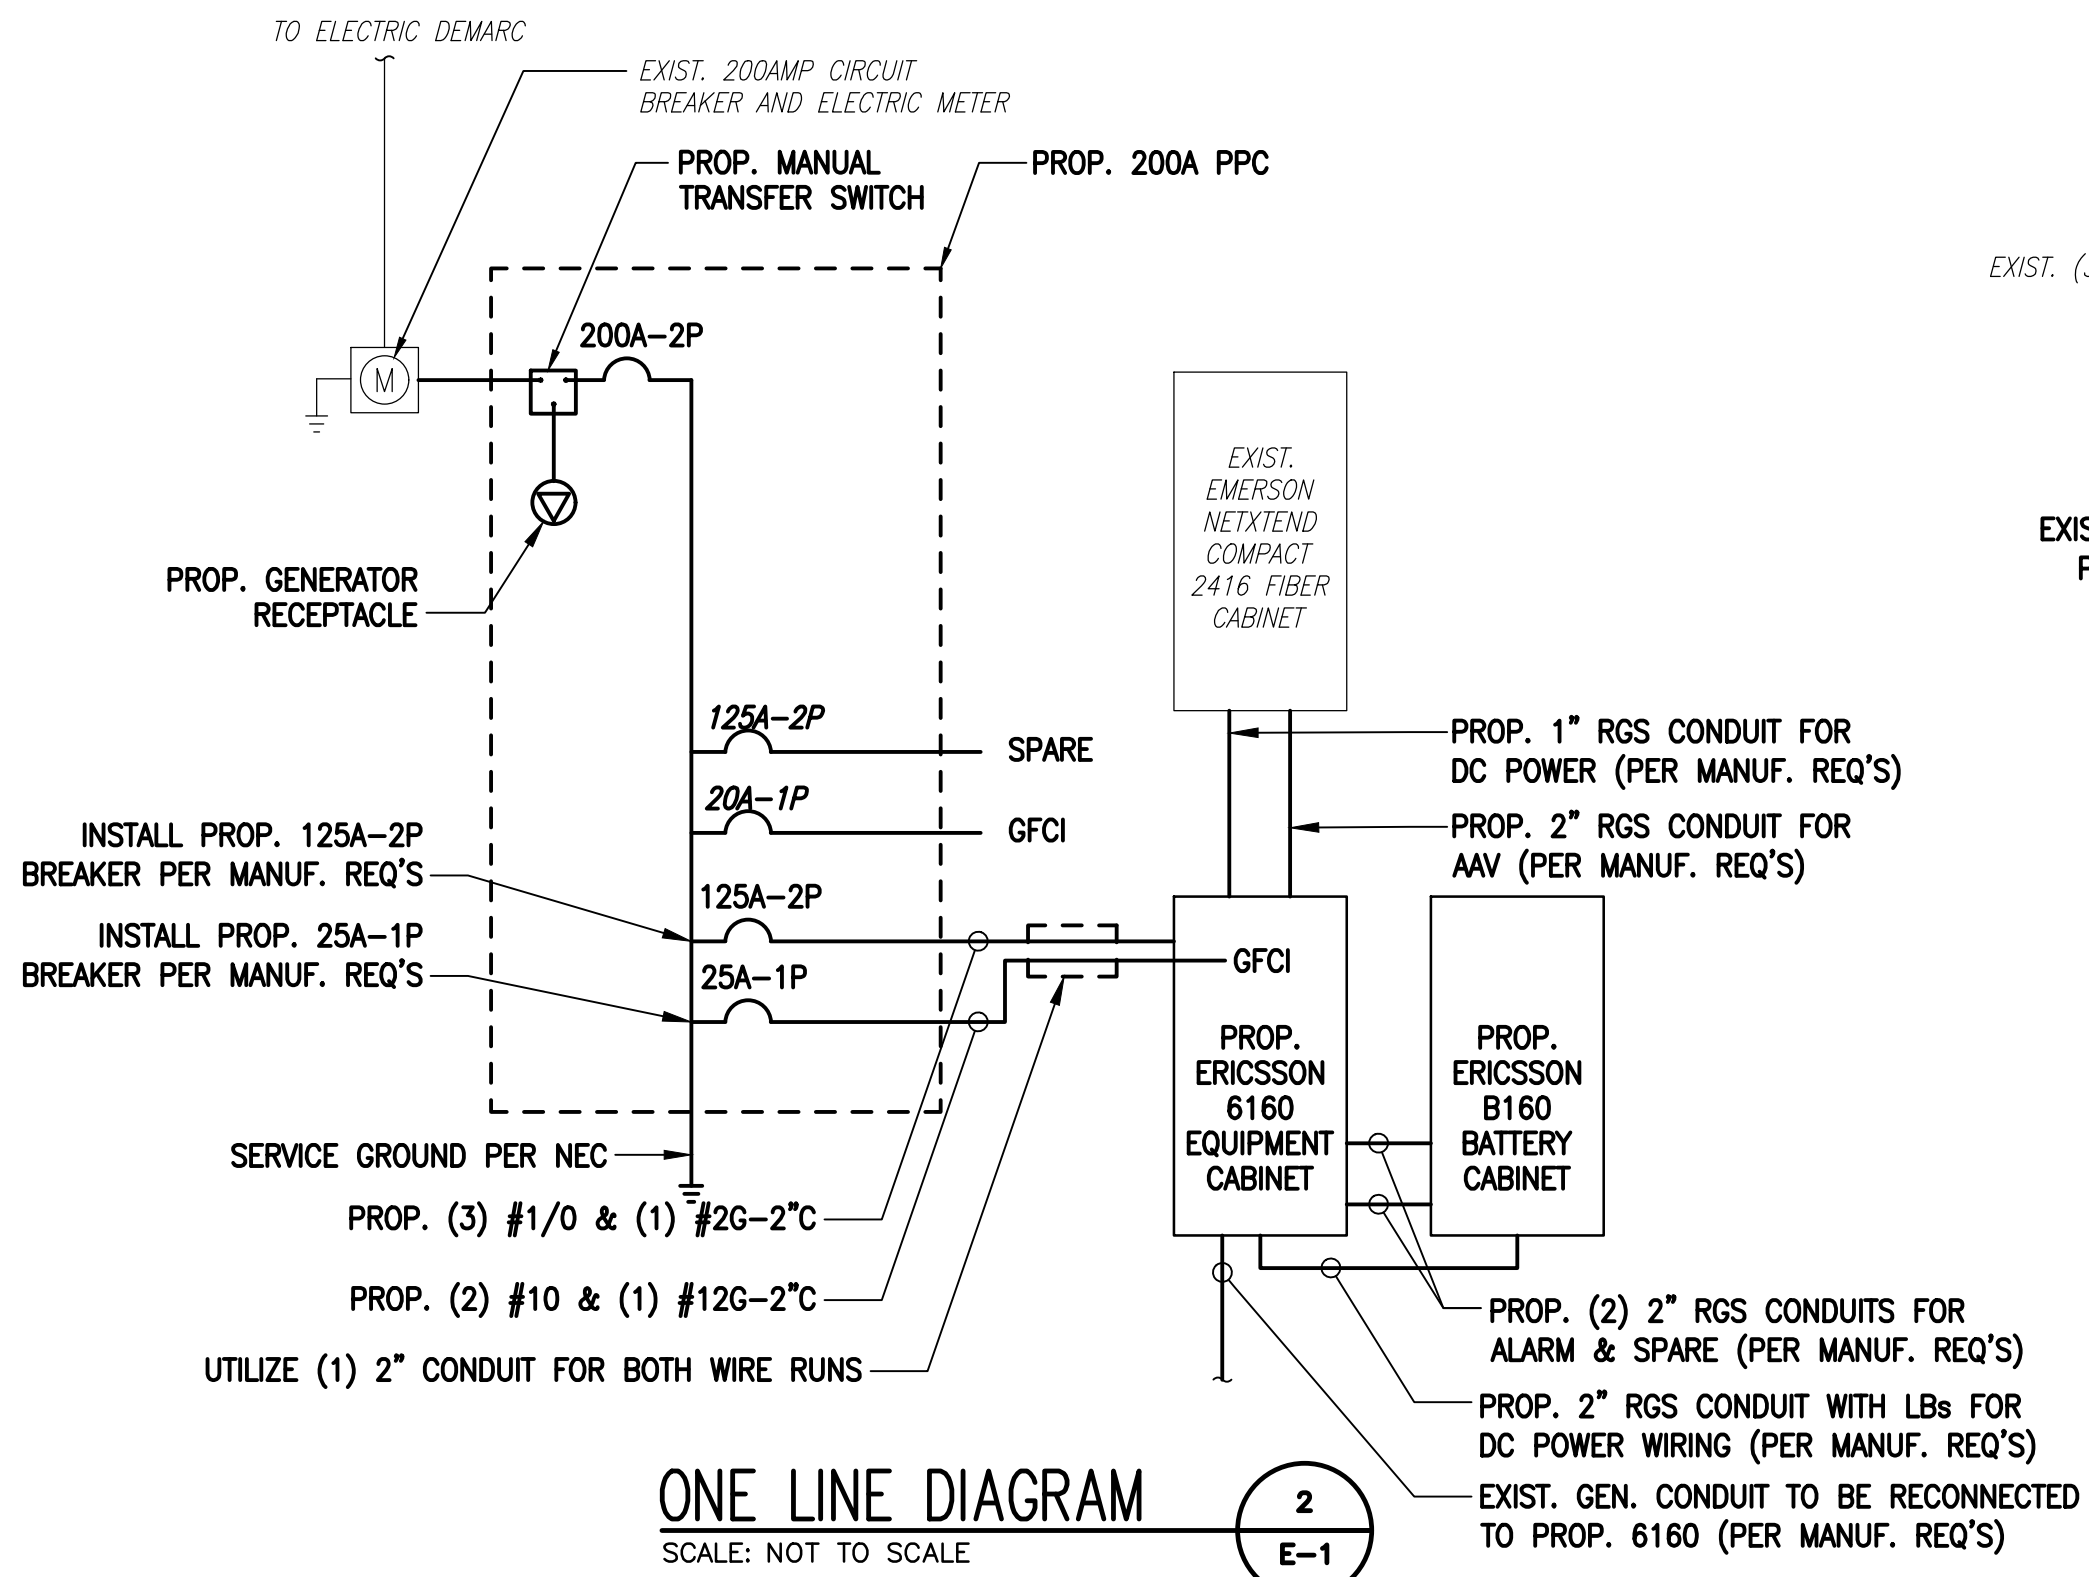 TO ELECTRIC DEMARC
EXIST. 200AMP CIRCUIT
BREAKER AND ELECTRIC METER
PROP. MANUAL
TRANSFER SWITCH
PROP. 200A PPC
EXIST. (
200A-2P
M
EXIST.
EMERSON
NETXTEND
COMPACT
2416 FIBER
CABINET
PROP. GENERATOR
RECEPTACLE
125A-2P
SPARE
20A-1P
GFCI
PROP. 1" RGS CONDUIT FOR
DC POWER (PER MANUF. REQ'S)
PROP. 2" RGS CONDUIT FOR
AAV (PER MANUF. REQ'S)
INSTALL PROP. 125A-2P
BREAKER PER MANUF. REQ'S
125A-2P
INSTALL PROP. 25A-1P
BREAKER PER MANUF. REQ'S
25A-1P
GFCI
PROP.
ERICSSON
6160
EQUIPMENT
CABINET
PROP.
ERICSSON
B160
BATTERY
CABINET
SERVICE GROUND PER NEC
PROP. (3) #1/0 & (1) #2G-2"C
PROP. (2) #10 & (1) #12G-2"C
UTILIZE (1) 2" CONDUIT FOR BOTH WIRE RUNS
PROP. (2) 2" RGS CONDUITS FOR
ALARM & SPARE (PER MANUF. REQ'S)
PROP. 2" RGS CONDUIT WITH LBs FOR
DC POWER WIRING (PER MANUF. REQ'S)
EXIST. GEN. CONDUIT TO BE RECONNECTED
TO PROP. 6160 (PER MANUF. REQ'S)
ONE LINE DIAGRAM
SCALE: NOT TO SCALE
2
E-1